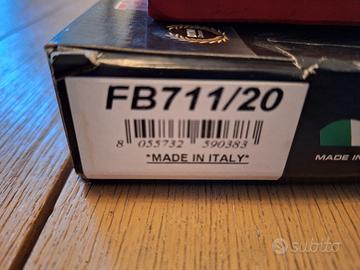 FB711/20
8 055732 590383
*MADE IN ITALY*
MADE IN
subito